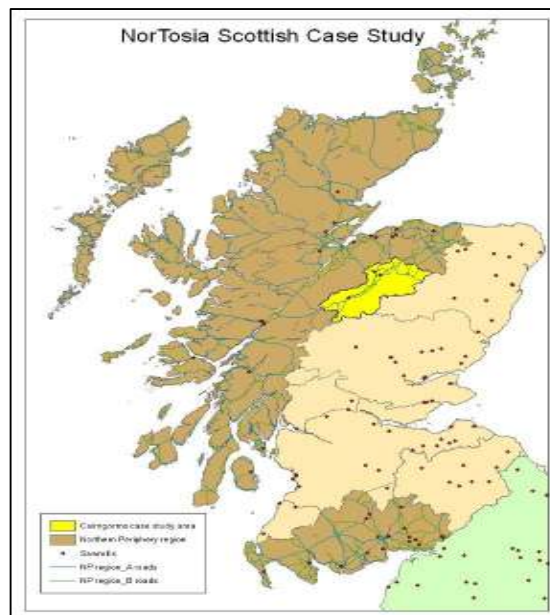 NorTosia Scottish Case Study
Cairngorms case study area
Northern Periphery region
Sawmills
NP region_A roads
NP region_B roads